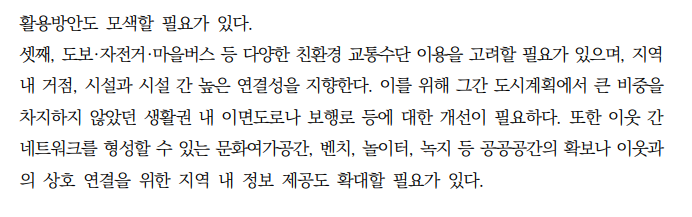 활용방안도 모색할 필요가 있다.
셋째, 도보·자전거·마을버스 등 다양한 친환경 교통수단 이용을 고려할 필요가 있으며, 지역
내 거점, 시설과 시설 간 높은 연결성을 지향한다. 이를 위해 그간 도시계획에서 큰 비중을
차지하지 않았던 생활권 내 이면도로나 보행로 등에 대한 개선이 필요하다. 또한 이웃 간
네트워크를 형성할 수 있는 문화여가공간, 벤치, 놀이터, 녹지 등 공공공간의 확보나 이웃과
의 상호 연결을 위한 지역 내 정보 제공도 확대할 필요가 있다.